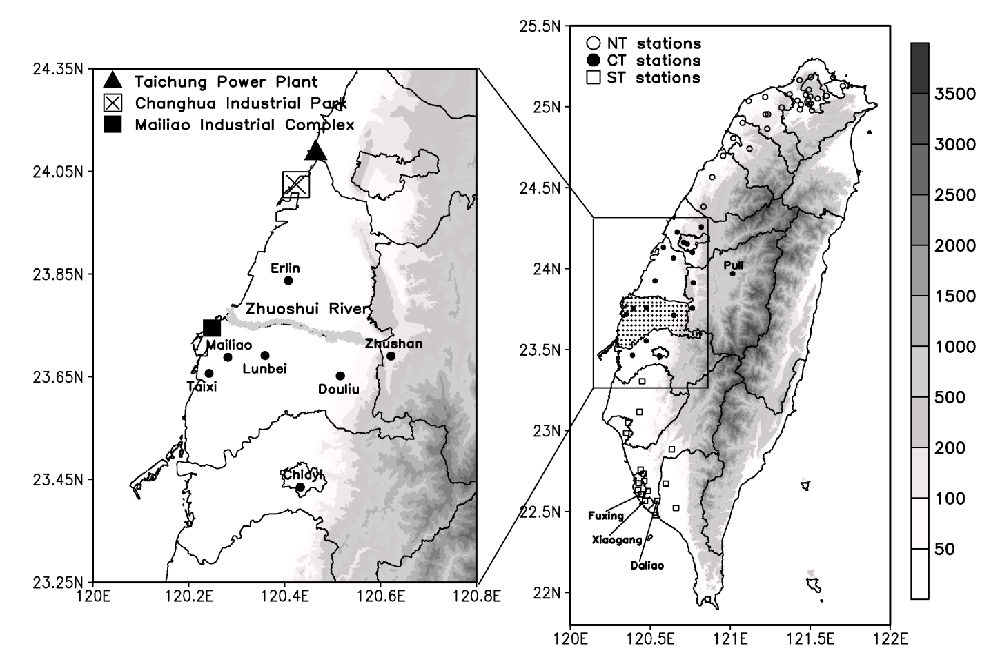 24.35N
24.05N
23.85N
23.65N
23.45N
23.25N
120E
120.2E
120.4E
120.6E
120.8E
Taichung Power Plant
Changhua Industrial Park
Mailiao Industrial Complex
Erlin
Zhuoshui River
Mailiao
Zhushan
Lunbei
Taixi
Douliu
Chiayi
25.5N
25N
24.5N
24N
23.5N
23N
22.5N
22N
120E
120.5E
121E
121.5E
122E
NT stations
CT stations
ST stations
Puli
Fuxing
Xiaogang
Daliao
3500
3000
2500
2000
1500
1000
500
200
100
50